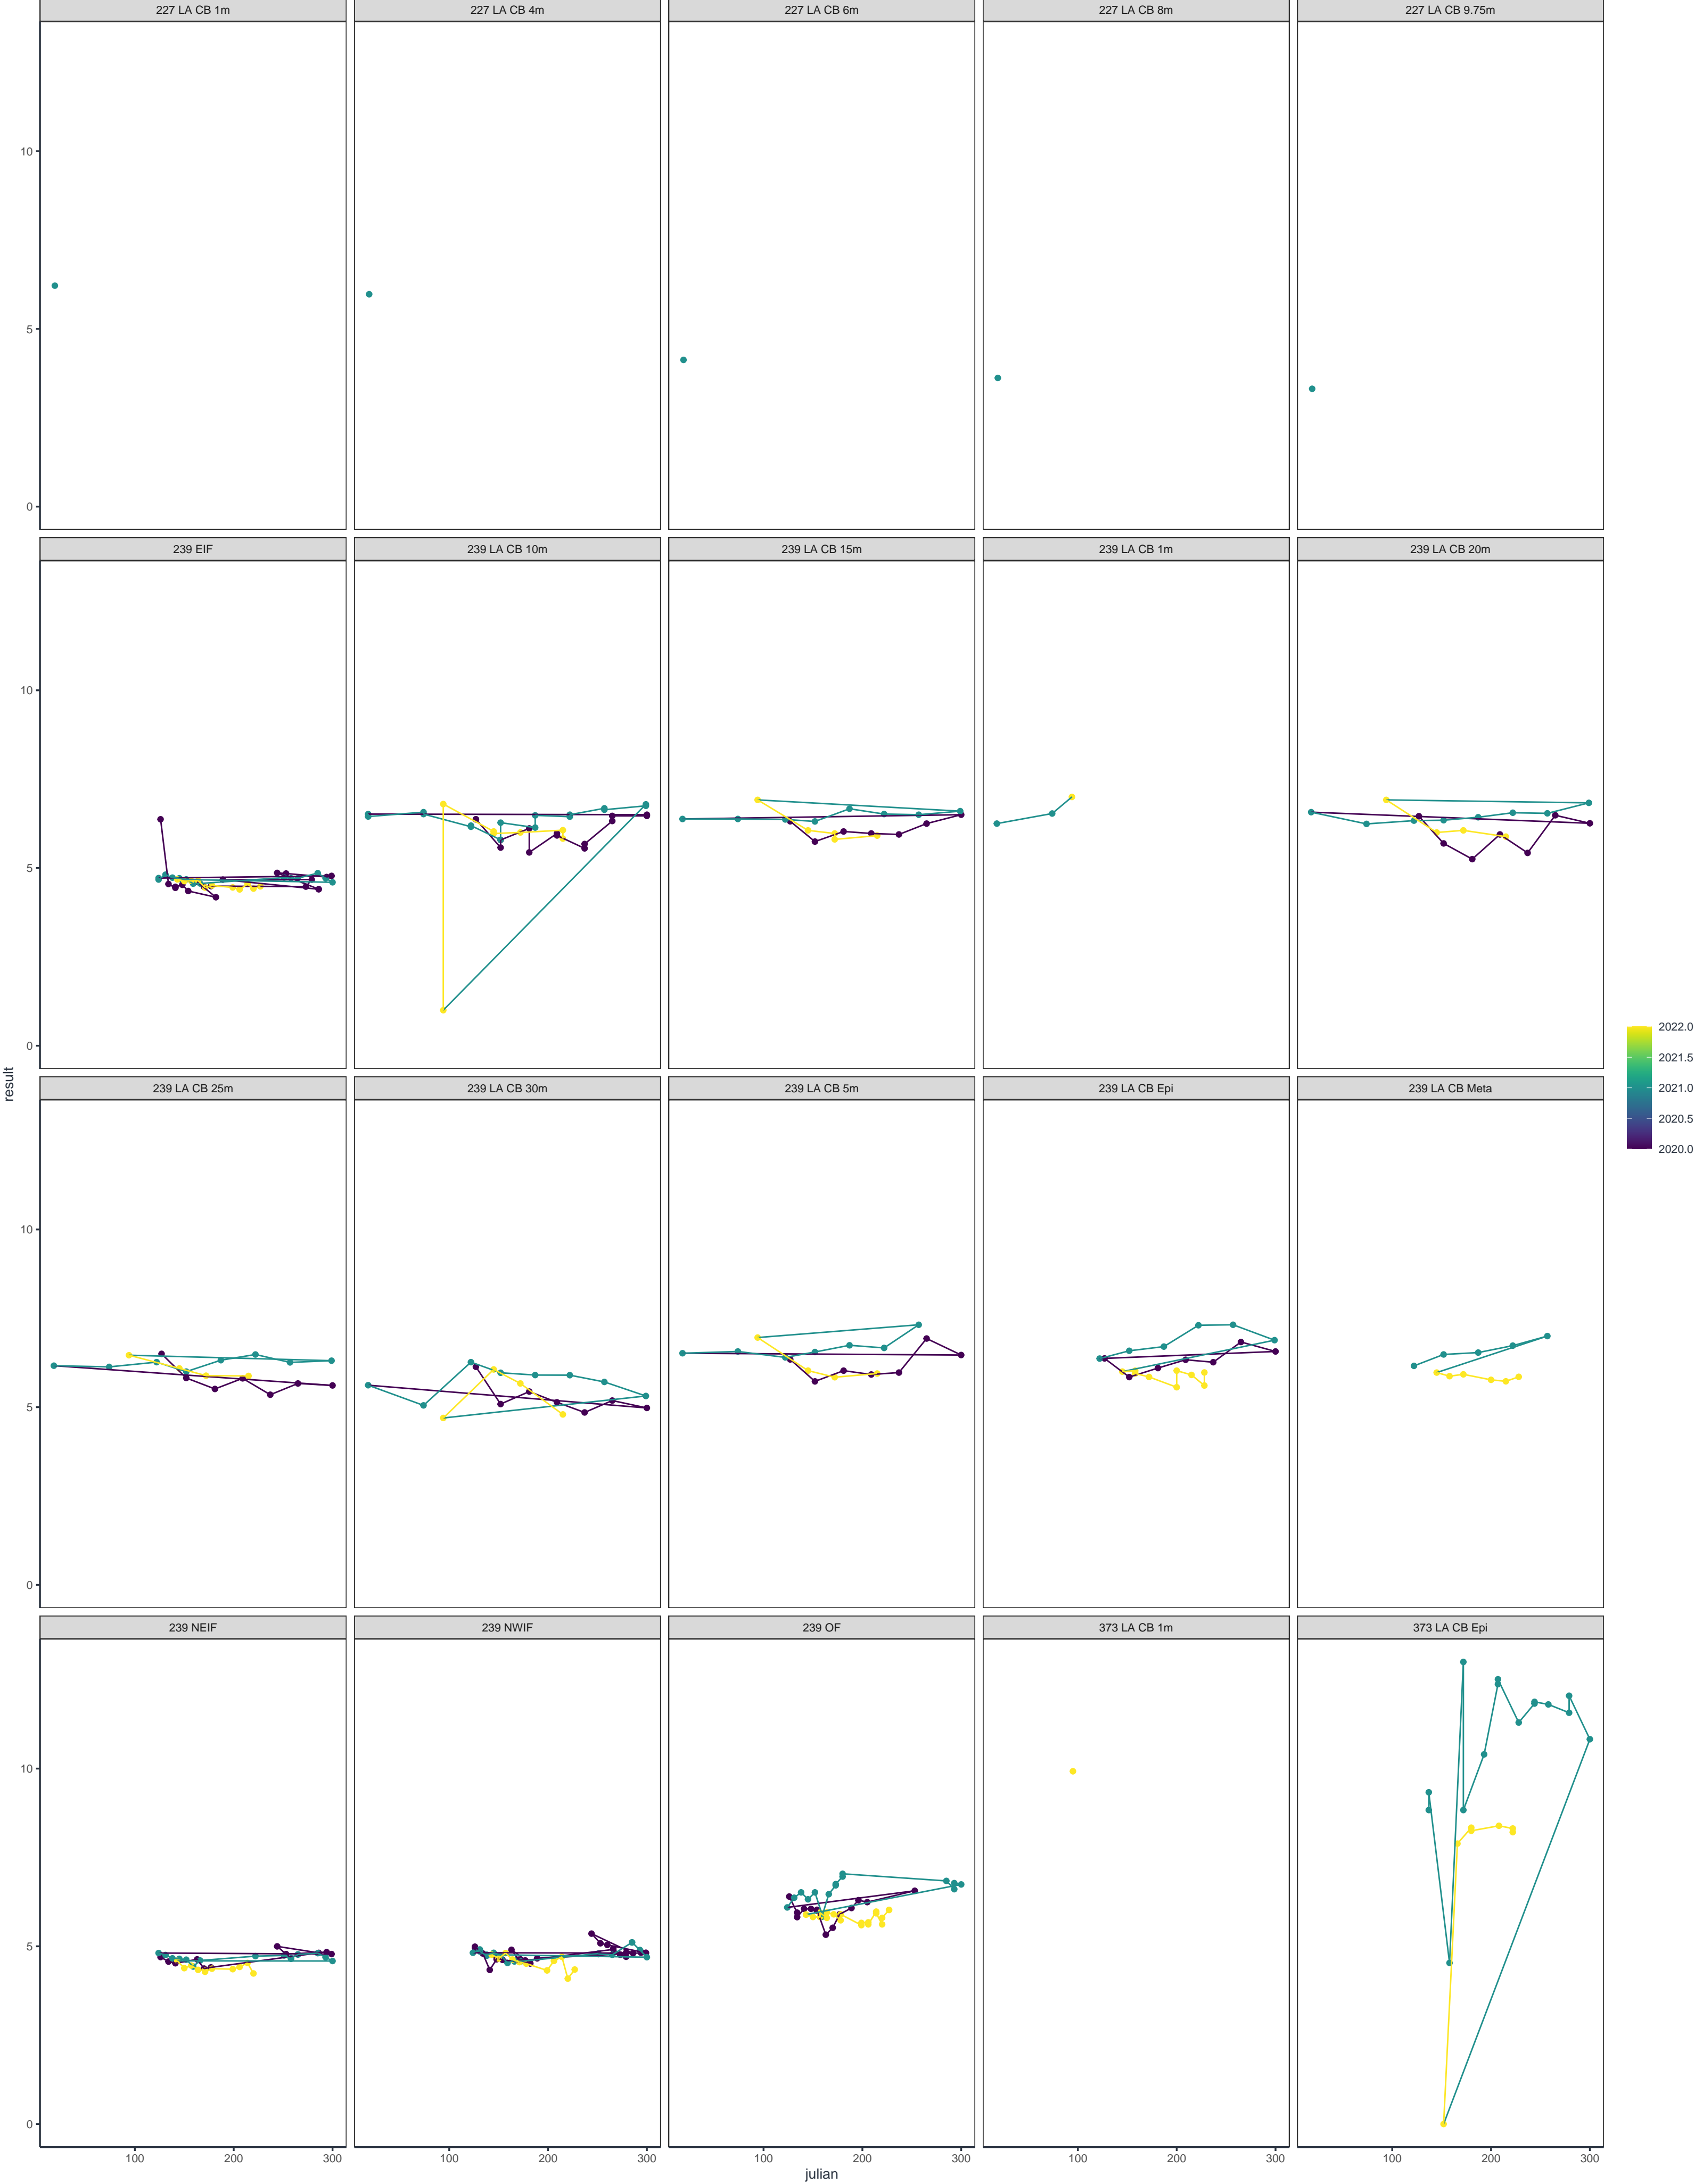 227 LA CB 1m
227 LA CB 4m
227 LA CB 6m
227 LA CB 8m
227 LA CB 9.75m
10
5
0
239 EIF
239 LA CB 10m
239 LA CB 15m
239 LA CB 1m
239 LA CB 20m
10
5
0
239 LA CB 25m
239 LA CB 30m
239 LA CB 5m
239 LA CB Epi
239 LA CB Meta
10
5
0
239 NEIF
239 NWIF
239 OF
373 LA CB 1m
373 LA CB Epi
10
5
0
100 200 300
100 200 300
100 200 300
100 200 300
100 200 300
julian
result
2022.0
2021.5
2021.0
2020.5
2020.0